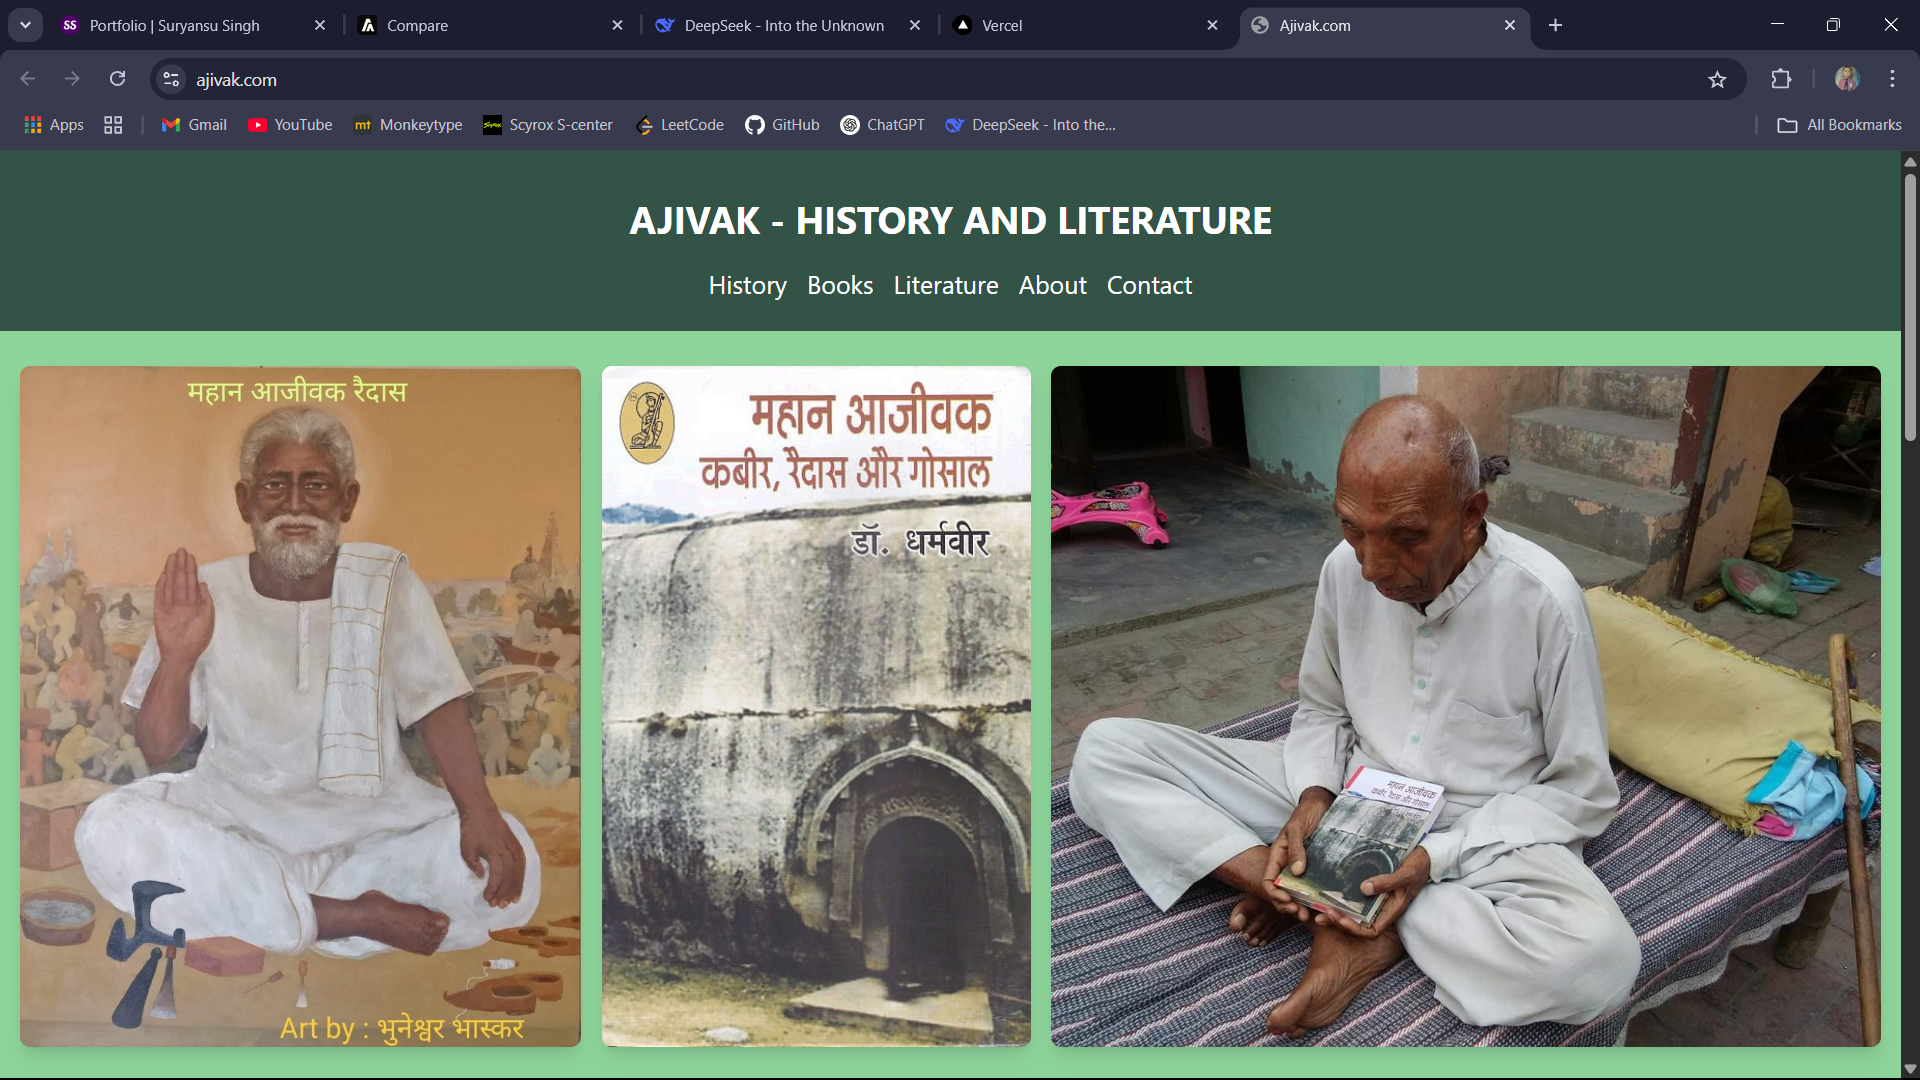 Portfolio | Suryansu Singh
Compare
DeepSeek - Into the Unknown
Vercel
Ajivak.com
ajivak.com
Apps
Gmail
YouTube
mt Monkeytype
Scyrox S-center
LeetCode
GitHub
ChatGPT
DeepSeek - Into the...
All Bookmarks
AJIVAK - HISTORY AND LITERATURE
History Books Literature About Contact
महान आजीवक रैदास
Art by : भुनेश्वर भास्कर
महान आजीवक
कबीर, रैदास और गोसाल
डॉ. धर्मवीर
महान आजीवक
कबीर, रैदास और गोसाल